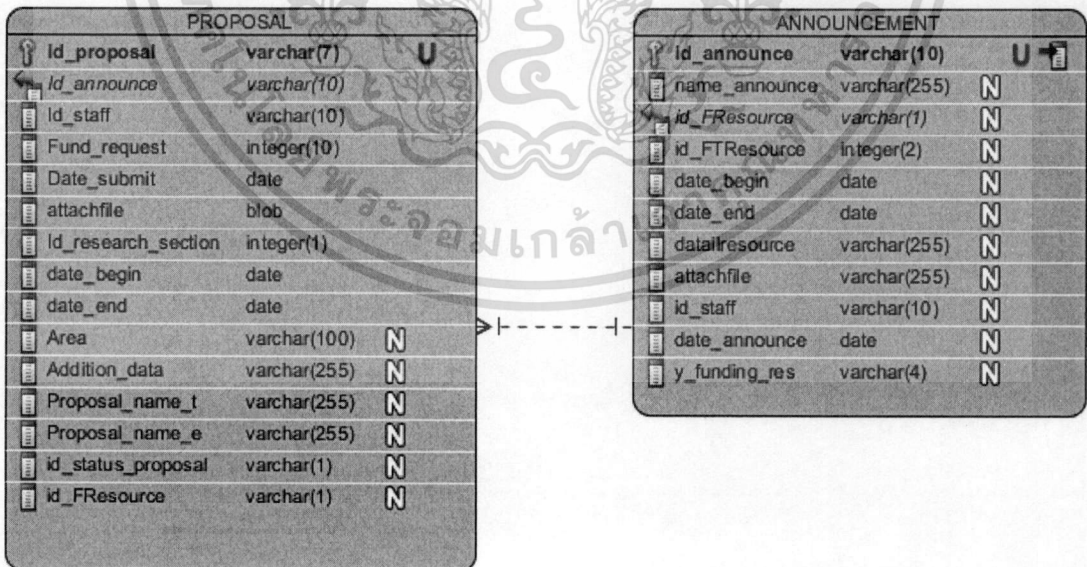 PROPOSAL
id_proposal varchar(7) U
Id_announce varchar(10)
Id_staff varchar(10)
Fund_request integer(10)
Date_submit date
attachfile blob
Id_research_section integer(1)
date_begin date
date_end date
Area varchar(100) N
Addition_data varchar(255) N
Proposal_name_t varchar(255) N
Proposal_name_e varchar(255) N
id_status_proposal varchar(1) N
id_FResource varchar(1) N
ANNOUNCEMENT
id_announce varchar(10) U
name_announce varchar(255) N
id_FResource varchar(1) N
id_FTResource integer(2) N
date_begin date N
date_end date N
datailresource varchar(255) N
attachfile varchar(255) N
id_staff varchar(10) N
date_announce date N
y_funding_res varchar(4) N